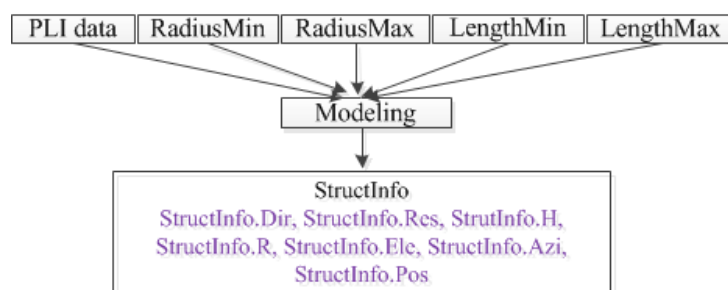 PLI data RadiusMin RadiusMax LengthMin LengthMax
Modeling
StructInfo
StructInfo.Dir, StructInfo.Res, StrutInfo.H,
StructInfo.R, StructInfo.Ele, StructInfo.Azi,
StructInfo.Pos